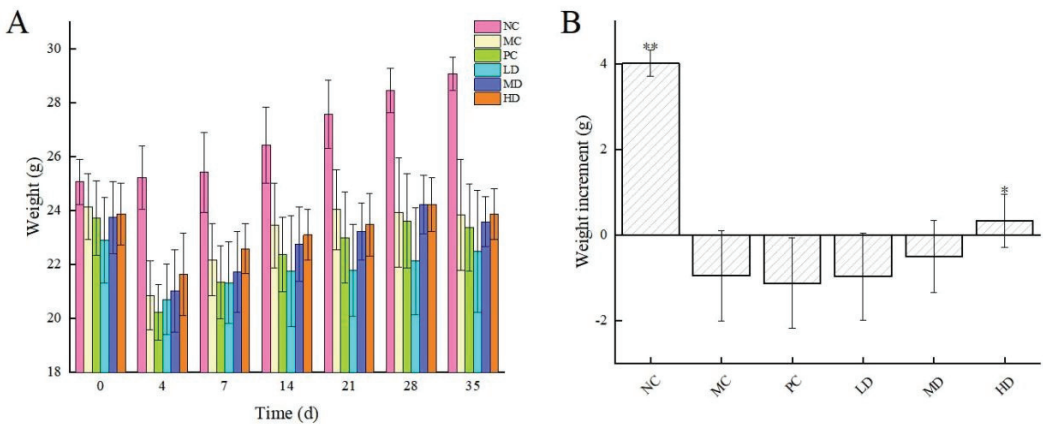 A
Weight (g)
30
28
26
24
22
20
18
0 4 7 14 21 28 35
Time (d)
NC
MC
PC
LD
MD
HD
B
Weight increment (g)
4
2
0
-2
**
*
NC MC PC LD MD HD